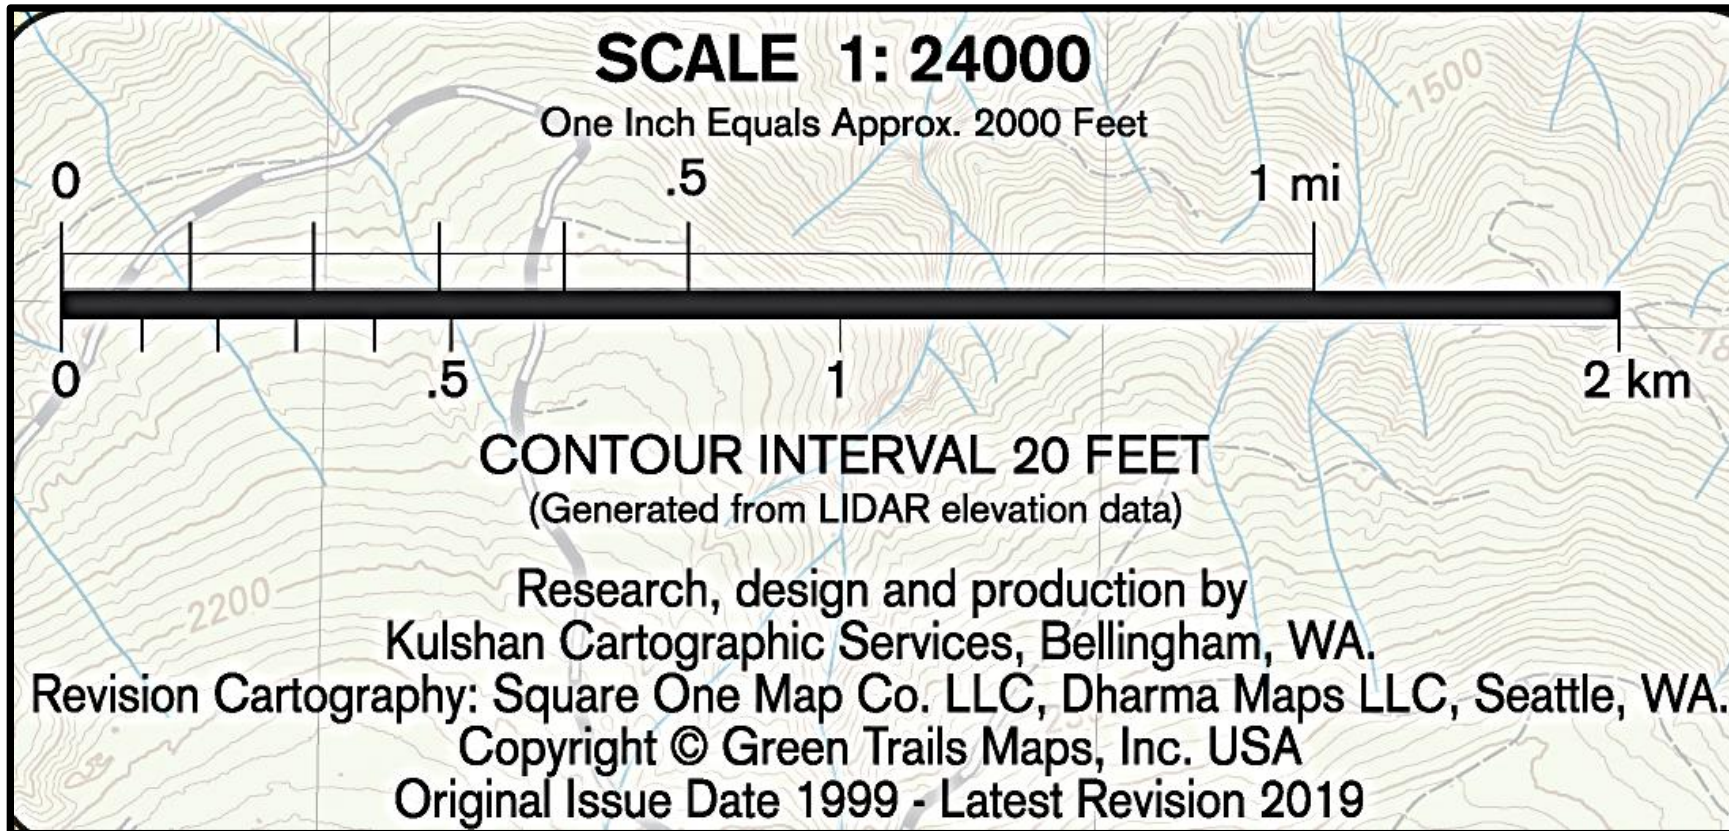 SCALE 1: 24000
One Inch Equals Approx. 2000 Feet
0 .5 1 mi
0 .5 1 2 km
CONTOUR INTERVAL 20 FEET
(Generated from LIDAR elevation data)
Research, design and production by
Kulshan Cartographic Services, Bellingham, WA.
Revision Cartography: Square One Map Co. LLC, Dharma Maps LLC, Seattle, WA.
Copyright © Green Trails Maps, Inc. USA
Original Issue Date 1999 - Latest Revision 2019
1500
2200